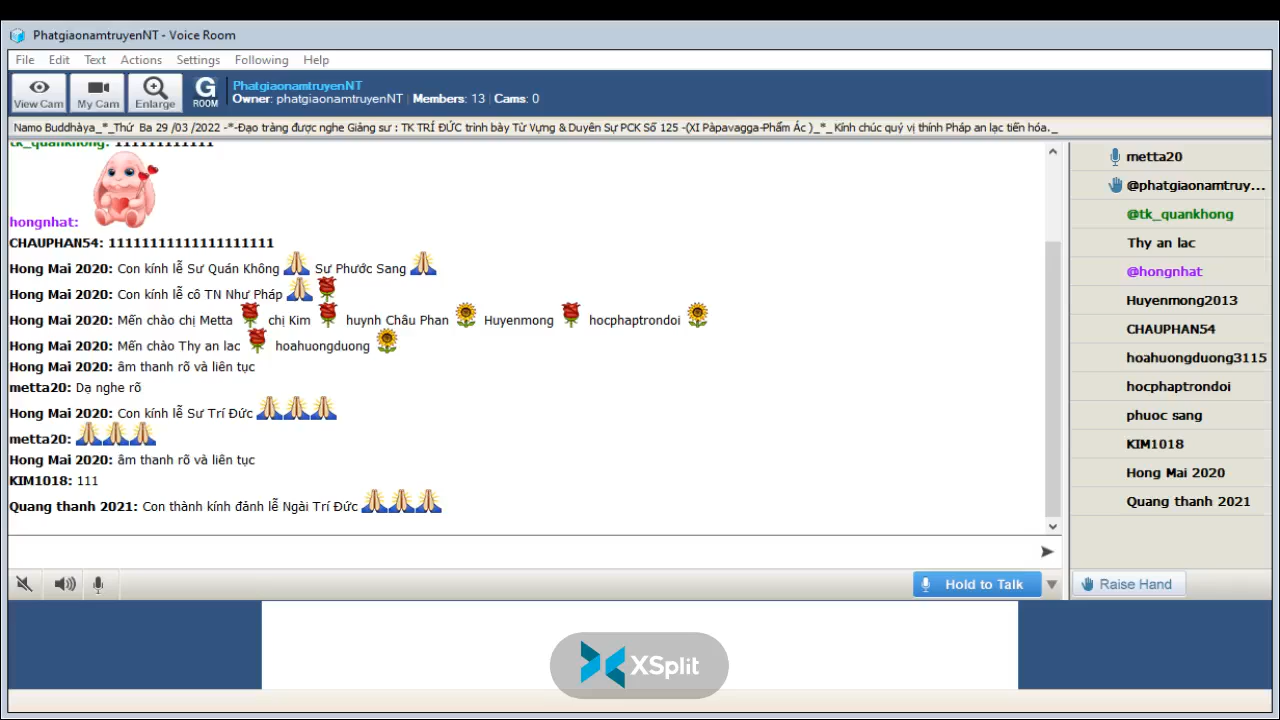 PhatgiaonamtruyenNT - Voice Room
File Edit Text Actions Settings Following Help
View Cam My Cam Enlarge G ROOM
PhatgiaonamtruyenNT
Owner: phatgiaonamtruyenNT | Members: 13 | Cams: 0
Namo Buddhàya_*_Thứ Ba 29 /03 /2022 -*-Đạo tràng được nghe Giảng sư : TK TRÍ ĐỨC trình bày Từ Vựng & Duyên Sự PCK Số 125 -(XI Pàpavagga-Phẩm Ác )_*_ Kính chúc quý vị thính Pháp an lạc tiến hóa._
tk_quankhong: 111111111111
hongnhat:
CHAUPHAN54: 11111111111111111111
Hong Mai 2020: Con kính lễ Sư Quán Không Sư Phước Sang
Hong Mai 2020: Con kính lễ cô TN Như Pháp
Hong Mai 2020: Mến chào chị Metta chị Kim huynh Châu Phan Huyenmong hocphaptrondoi
Hong Mai 2020: Mến chào Thy an lac hoahuongduong
Hong Mai 2020: âm thanh rõ và liên tục
metta20: Dạ nghe rõ
Hong Mai 2020: Con kính lễ Sư Trí Đức
metta20:
Hong Mai 2020: âm thanh rõ và liên tục
KIM1018: 111
Quang thanh 2021: Con thành kính đảnh lễ Ngài Trí Đức
metta20
@phatgiaonamtruy...
@tk_quankhong
Thy an lac
@hongnhat
Huyenmong2013
CHAUPHAN54
hoahuongduong3115
hocphaptrondoi
phuoc sang
KIM1018
Hong Mai 2020
Quang thanh 2021
Hold to Talk
Raise Hand
XSplit